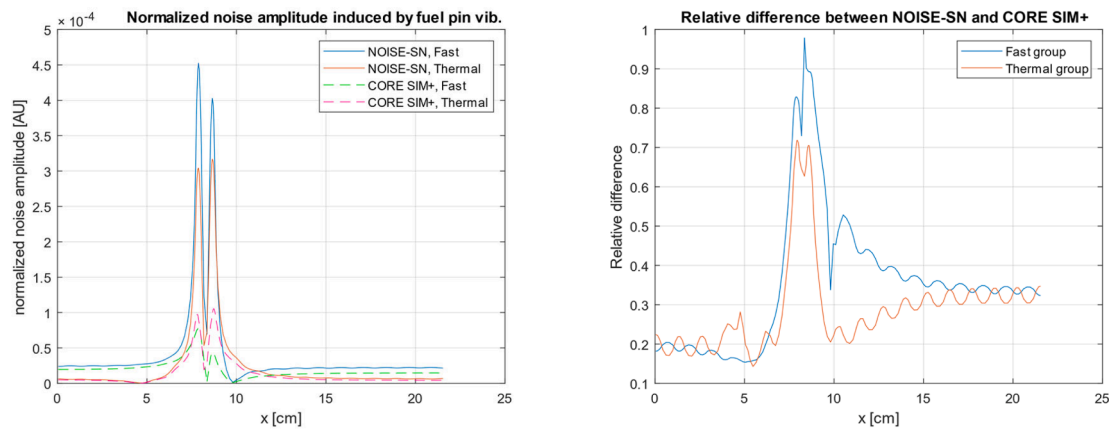 Normalized noise amplitude induced by fuel pin vib.
× 10⁻⁴
5
4.5
4
3.5
3
2.5
2
1.5
1
0.5
0
0 5 10 15 20 25
normalized noise amplitude [AU]
x [cm]
NOISE-SN, Fast
NOISE-SN, Thermal
CORE SIM+, Fast
CORE SIM+, Thermal
Relative difference between NOISE-SN and CORE SIM+
1
0.9
0.8
0.7
0.6
0.5
0.4
0.3
0.2
0.1
0 5 10 15 20 25
Relative difference
x [cm]
Fast group
Thermal group